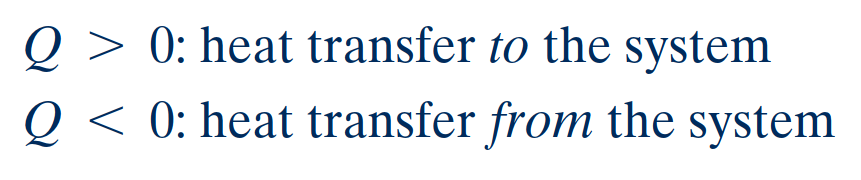 Q > 0: heat transfer to the system
Q < 0: heat transfer from the system